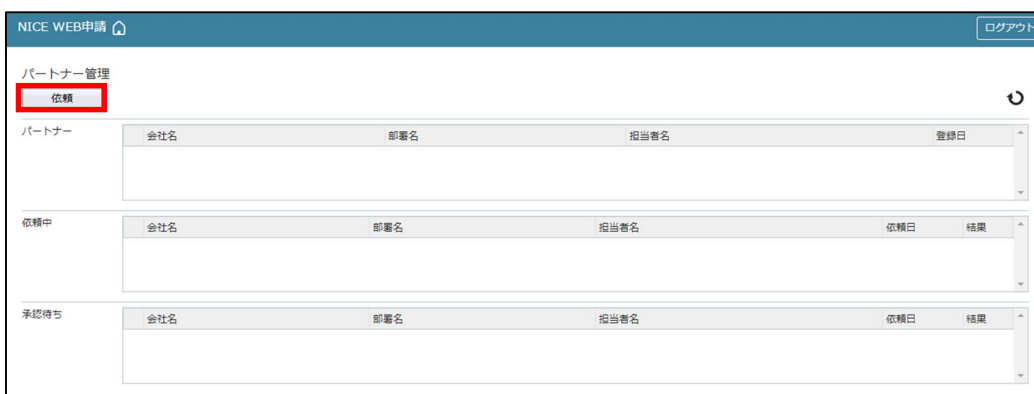 NICE WEB申請 ログアウト
パートナー管理
依頼
パートナー 会社名 部署名 担当者名 登録日
依頼中 会社名 部署名 担当者名 依頼日 結果
承認待ち 会社名 部署名 担当者名 依頼日 結果